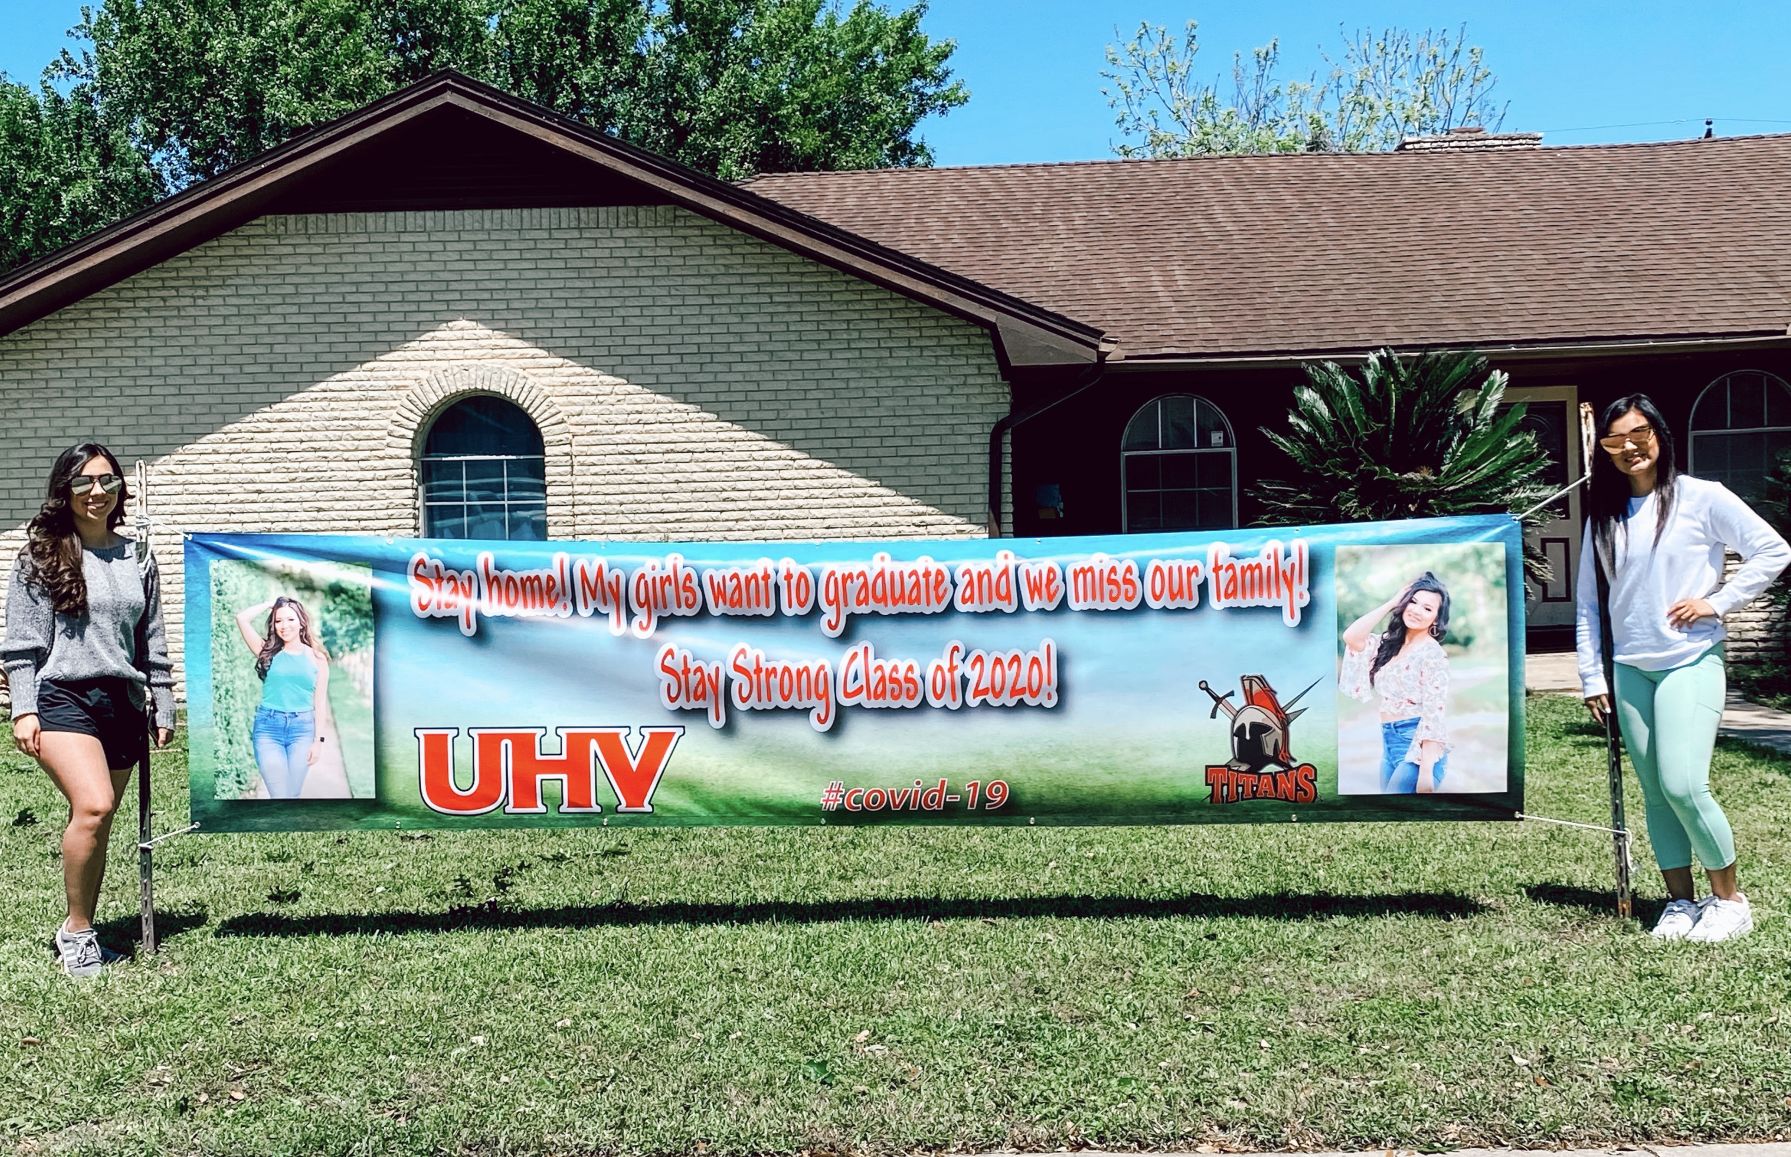 Stay home! My girls want to graduate and we miss our family!
Stay Strong Class of 2020!
UHV
#covid-19
TITANS